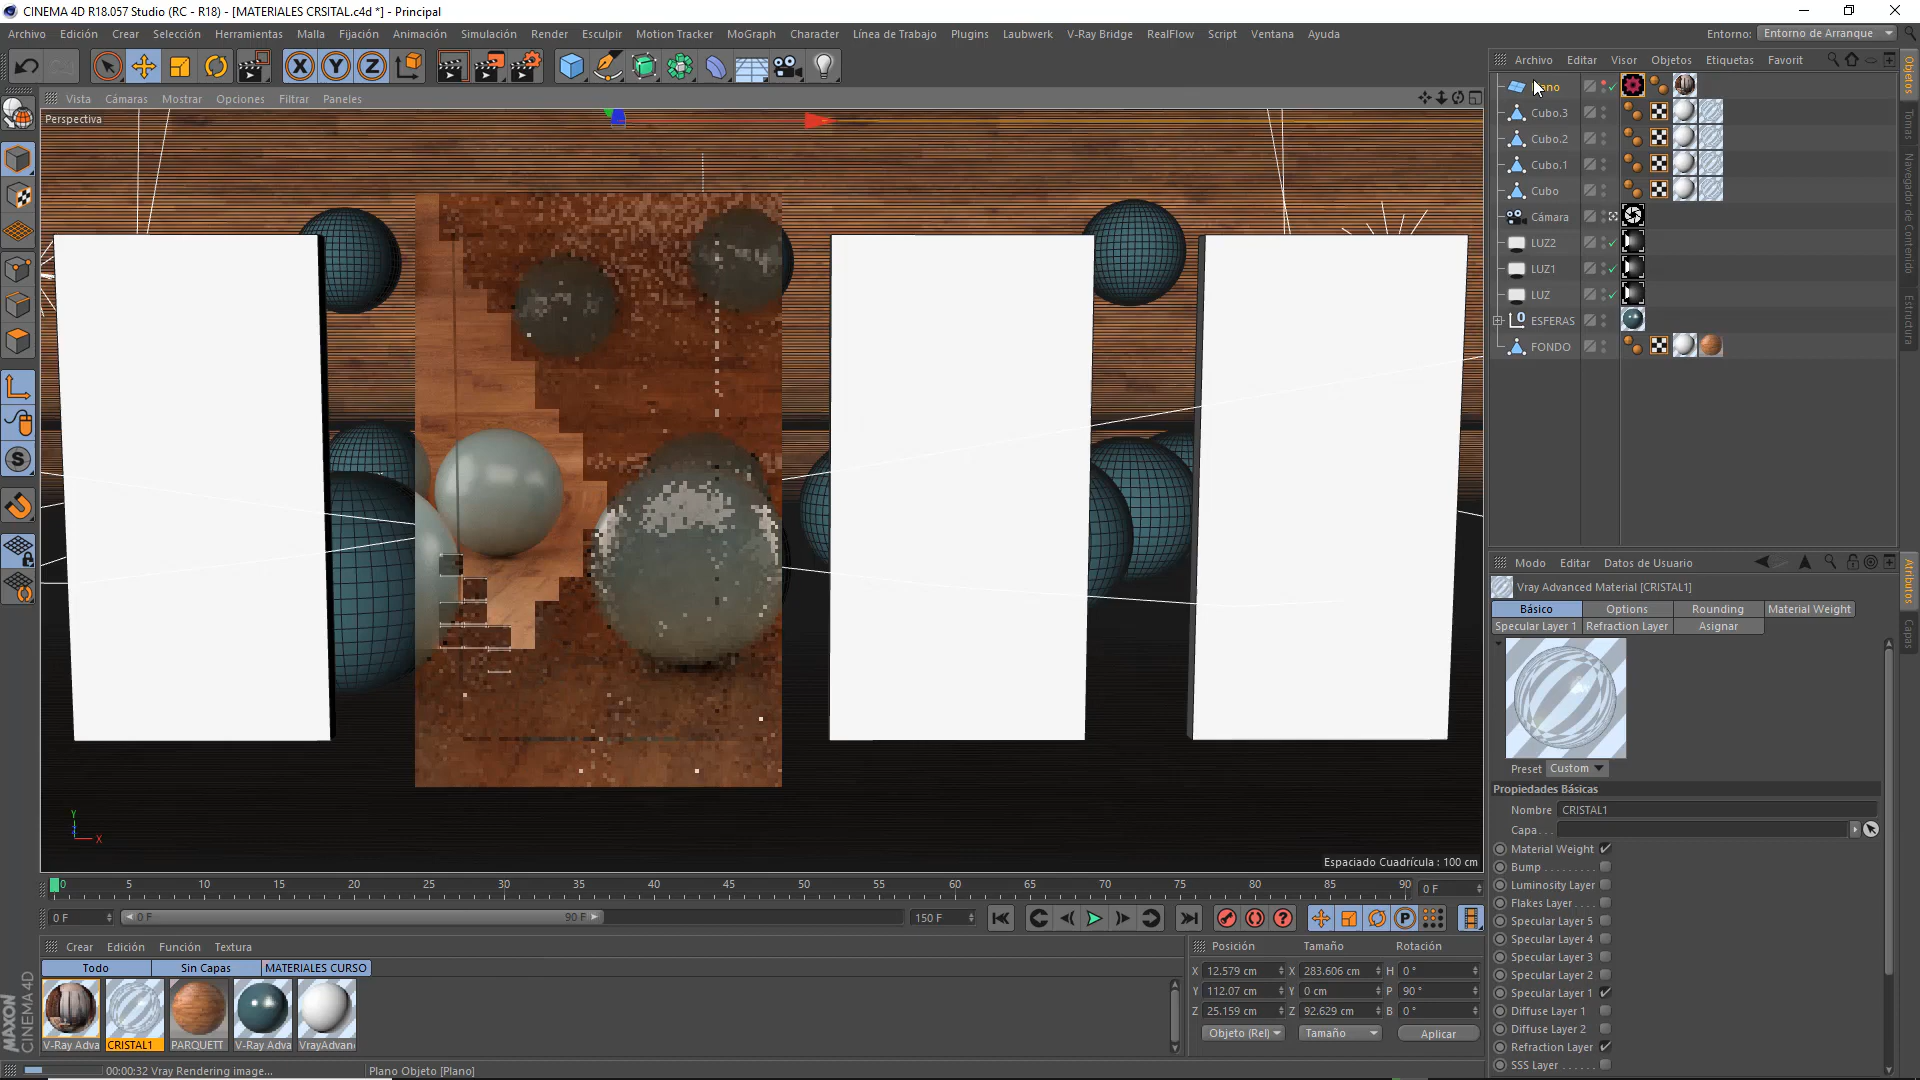 CINEMA 4D R18.057 Studio (RC - R18) - [MATERIALES CRSITAL.c4d *] - Principal
Archivo Edición Crear Selección Herramientas Malla Fijación Animación Simulación Render Esculpir Motion Tracker MoGraph Character Línea de Trabajo Plugins Laubwerk V-Ray Bridge RealFlow Script Ventana Ayuda Entorno: Entorno de Arranque
X Y Z
Archivo Editar Visor Objetos Etiquetas Favorit
Vista Cámaras Mostrar Opciones Filtrar Paneles
Perspectiva
Cubo.3
Cubo.2
Cubo.1
Cubo
Cámara
LUZ2
LUZ1
LUZ
ESFERAS
FONDO
Objetos
Tomas
Navegador de Contenido
Estructura
Modo Editar Datos de Usuario
Vray Advanced Material [CRISTAL1]
Básico Options Rounding Material Weight
Specular Layer 1 Refraction Layer Asignar
Preset Custom
Propiedades Básicas
Nombre CRISTAL1
Capa . . .
Material Weight
Bump . . . . . . . . .
Luminosity Layer
Flakes Layer . . . .
Specular Layer 5
Specular Layer 4
Specular Layer 3
Specular Layer 2
Specular Layer 1
Diffuse Layer 1
Diffuse Layer 2
Refraction Layer
SSS Layer . . . . . .
Atributos
Capas
Y
X
Espaciado Cuadrícula : 100 cm
0 5 10 15 20 25 30 35 40 45 50 55 60 65 70 75 80 85 90 0 F
0 F 0 F 90 F 150 F
Crear Edición Función Textura
Todo Sin Capas MATERIALES CURSO
V-Ray Adva CRISTAL1 PARQUETT V-Ray Adva VrayAdvan
Posición Tamaño Rotación
X 12.579 cm X 283.606 cm H 0 °
Y 112.07 cm Y 0 cm P 90 °
Z 25.159 cm Z 92.629 cm B 0 °
Objeto (Rel) Tamaño Aplicar
MAXON CINEMA 4D
00:00:32 Vray Rendering image... Plano Objeto [Plano]